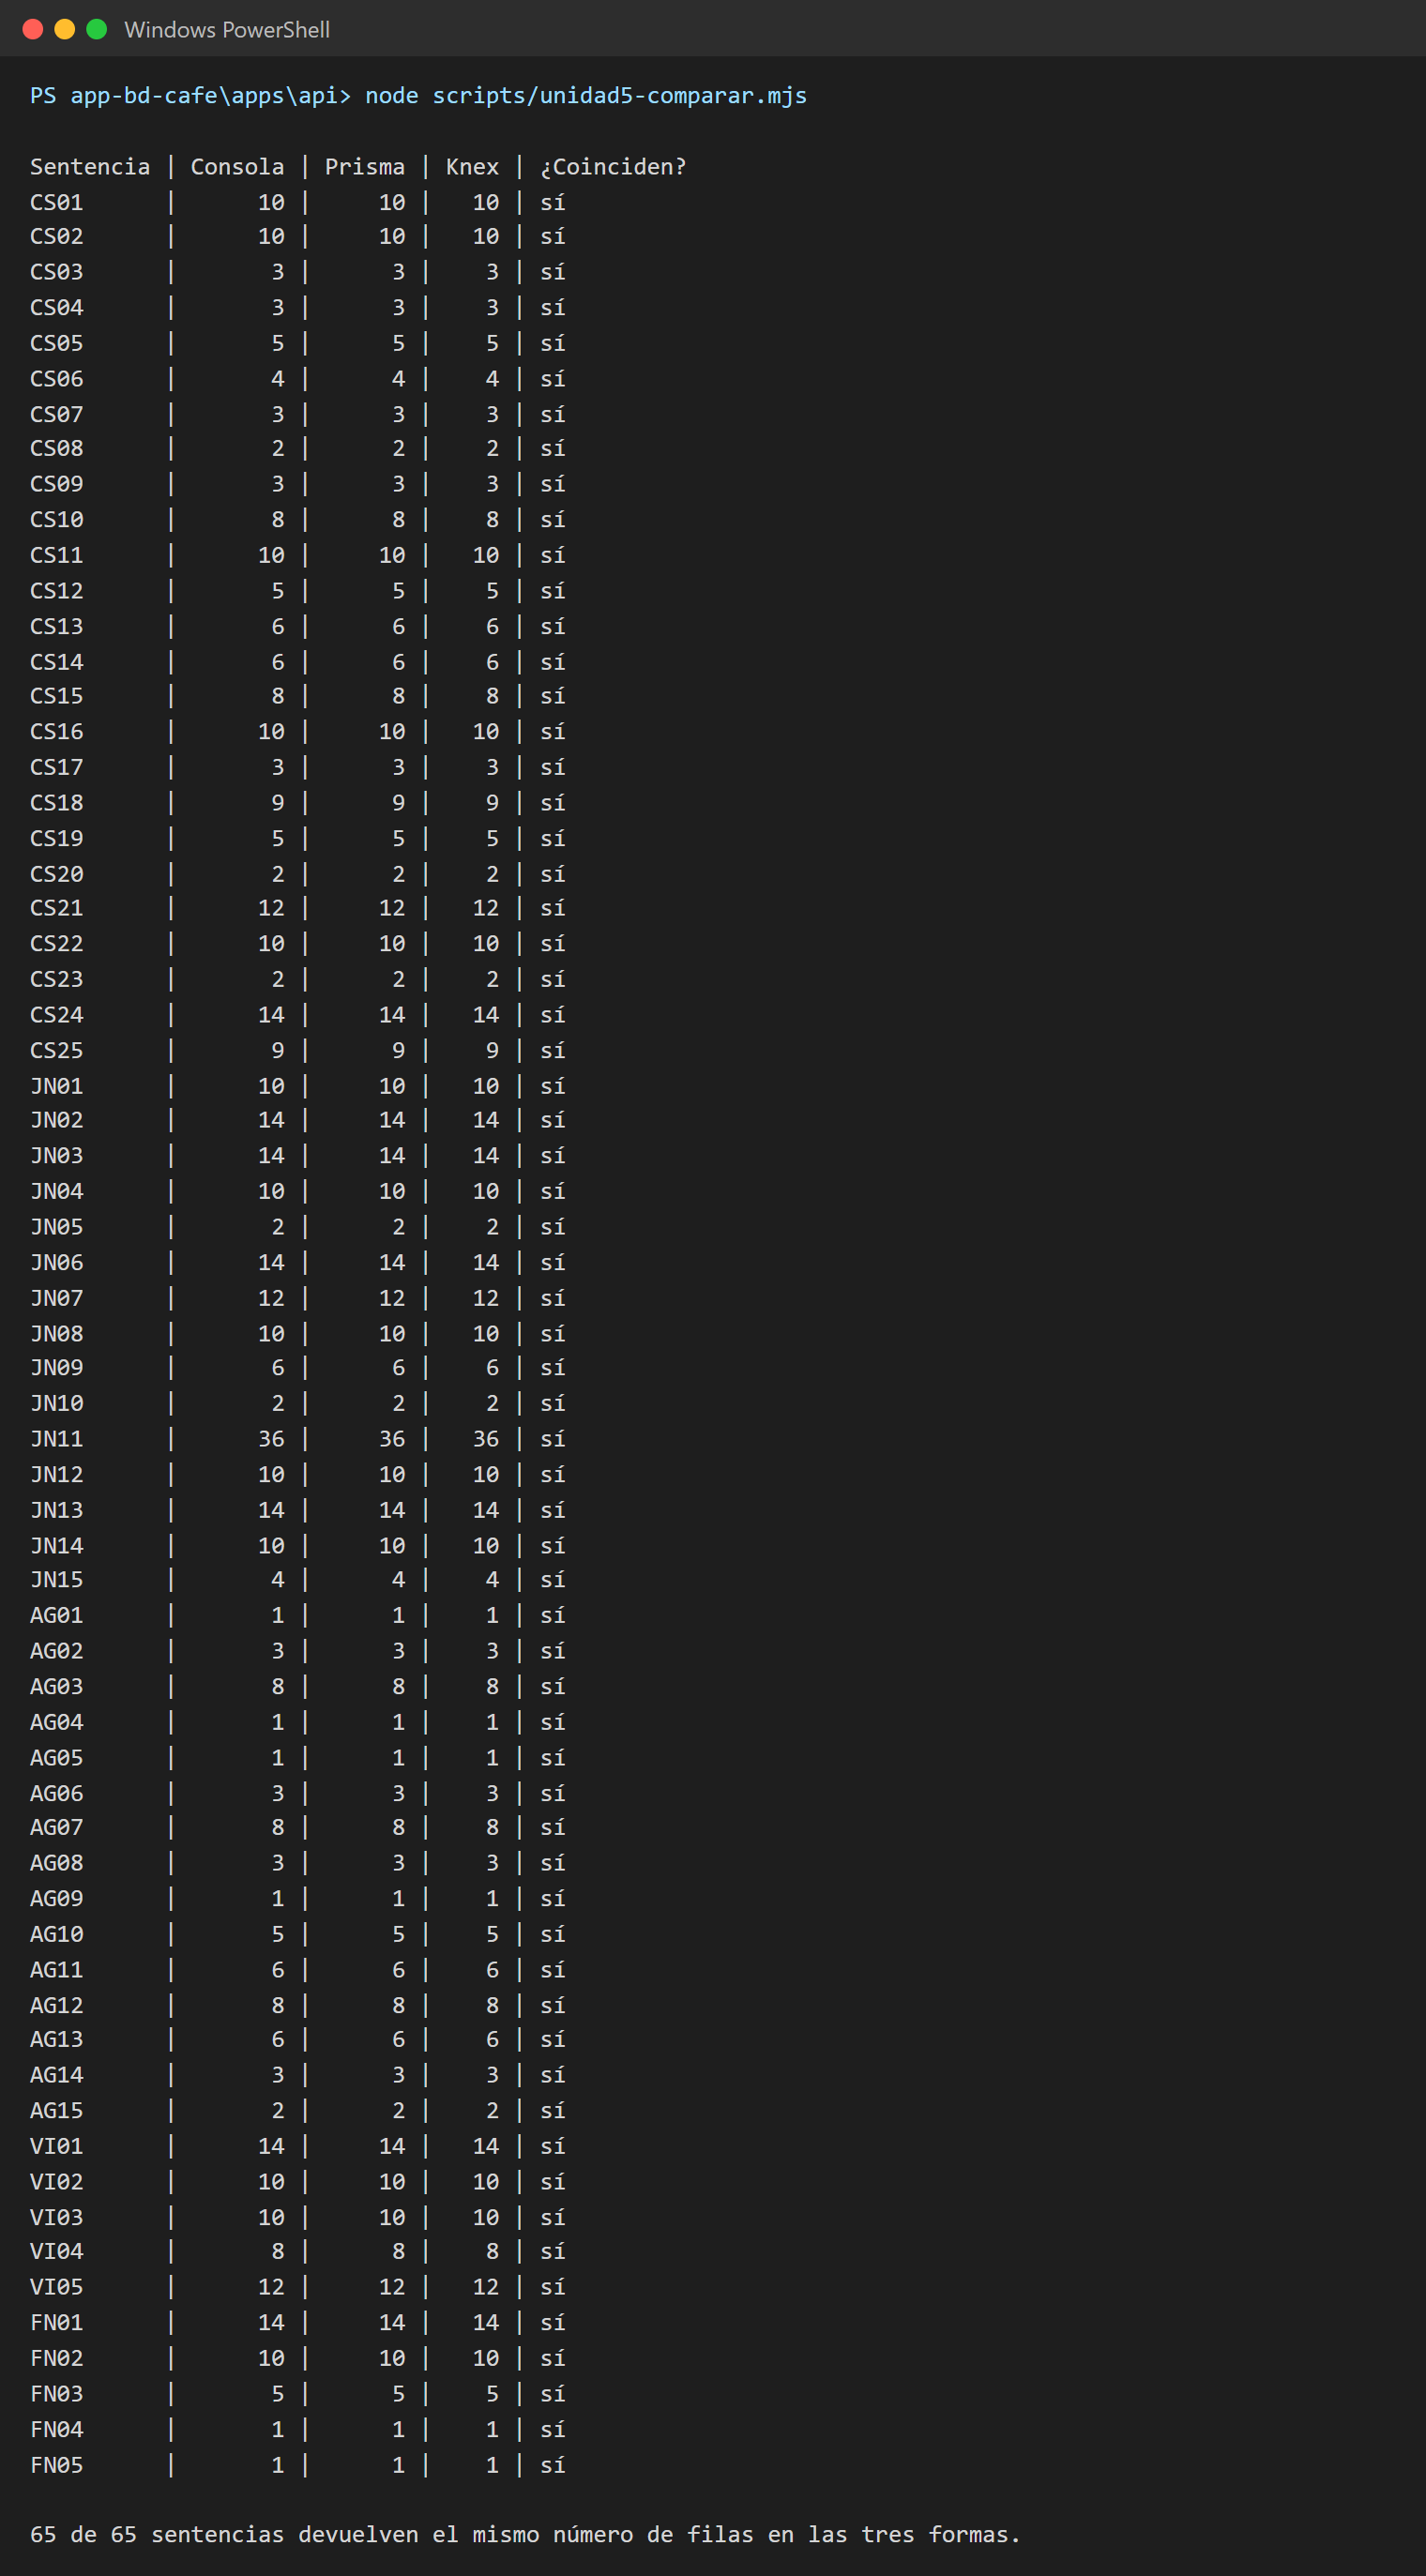 Windows PowerShell
PS app-bd-cafe\apps\api> node scripts/unidad5-comparar.mjs
Sentencia | Consola | Prisma | Knex | ¿Coinciden?
CS01      |      10 |     10 |   10 | sí
CS02      |      10 |     10 |   10 | sí
CS03      |       3 |      3 |    3 | sí
CS04      |       3 |      3 |    3 | sí
CS05      |       5 |      5 |    5 | sí
CS06      |       4 |      4 |    4 | sí
CS07      |       3 |      3 |    3 | sí
CS08      |       2 |      2 |    2 | sí
CS09      |       3 |      3 |    3 | sí
CS10      |       8 |      8 |    8 | sí
CS11      |      10 |     10 |   10 | sí
CS12      |       5 |      5 |    5 | sí
CS13      |       6 |      6 |    6 | sí
CS14      |       6 |      6 |    6 | sí
CS15      |       8 |      8 |    8 | sí
CS16      |      10 |     10 |   10 | sí
CS17      |       3 |      3 |    3 | sí
CS18      |       9 |      9 |    9 | sí
CS19      |       5 |      5 |    5 | sí
CS20      |       2 |      2 |    2 | sí
CS21      |      12 |     12 |   12 | sí
CS22      |      10 |     10 |   10 | sí
CS23      |       2 |      2 |    2 | sí
CS24      |      14 |     14 |   14 | sí
CS25      |       9 |      9 |    9 | sí
JN01      |      10 |     10 |   10 | sí
JN02      |      14 |     14 |   14 | sí
JN03      |      14 |     14 |   14 | sí
JN04      |      10 |     10 |   10 | sí
JN05      |       2 |      2 |    2 | sí
JN06      |      14 |     14 |   14 | sí
JN07      |      12 |     12 |   12 | sí
JN08      |      10 |     10 |   10 | sí
JN09      |       6 |      6 |    6 | sí
JN10      |       2 |      2 |    2 | sí
JN11      |      36 |     36 |   36 | sí
JN12      |      10 |     10 |   10 | sí
JN13      |      14 |     14 |   14 | sí
JN14      |      10 |     10 |   10 | sí
JN15      |       4 |      4 |    4 | sí
AG01      |       1 |      1 |    1 | sí
AG02      |       3 |      3 |    3 | sí
AG03      |       8 |      8 |    8 | sí
AG04      |       1 |      1 |    1 | sí
AG05      |       1 |      1 |    1 | sí
AG06      |       3 |      3 |    3 | sí
AG07      |       8 |      8 |    8 | sí
AG08      |       3 |      3 |    3 | sí
AG09      |       1 |      1 |    1 | sí
AG10      |       5 |      5 |    5 | sí
AG11      |       6 |      6 |    6 | sí
AG12      |       8 |      8 |    8 | sí
AG13      |       6 |      6 |    6 | sí
AG14      |       3 |      3 |    3 | sí
AG15      |       2 |      2 |    2 | sí
VI01      |      14 |     14 |   14 | sí
VI02      |      10 |     10 |   10 | sí
VI03      |      10 |     10 |   10 | sí
VI04      |       8 |      8 |    8 | sí
VI05      |      12 |     12 |   12 | sí
FN01      |      14 |     14 |   14 | sí
FN02      |      10 |     10 |   10 | sí
FN03      |       5 |      5 |    5 | sí
FN04      |       1 |      1 |    1 | sí
FN05      |       1 |      1 |    1 | sí
65 de 65 sentencias devuelven el mismo número de filas en las tres formas.